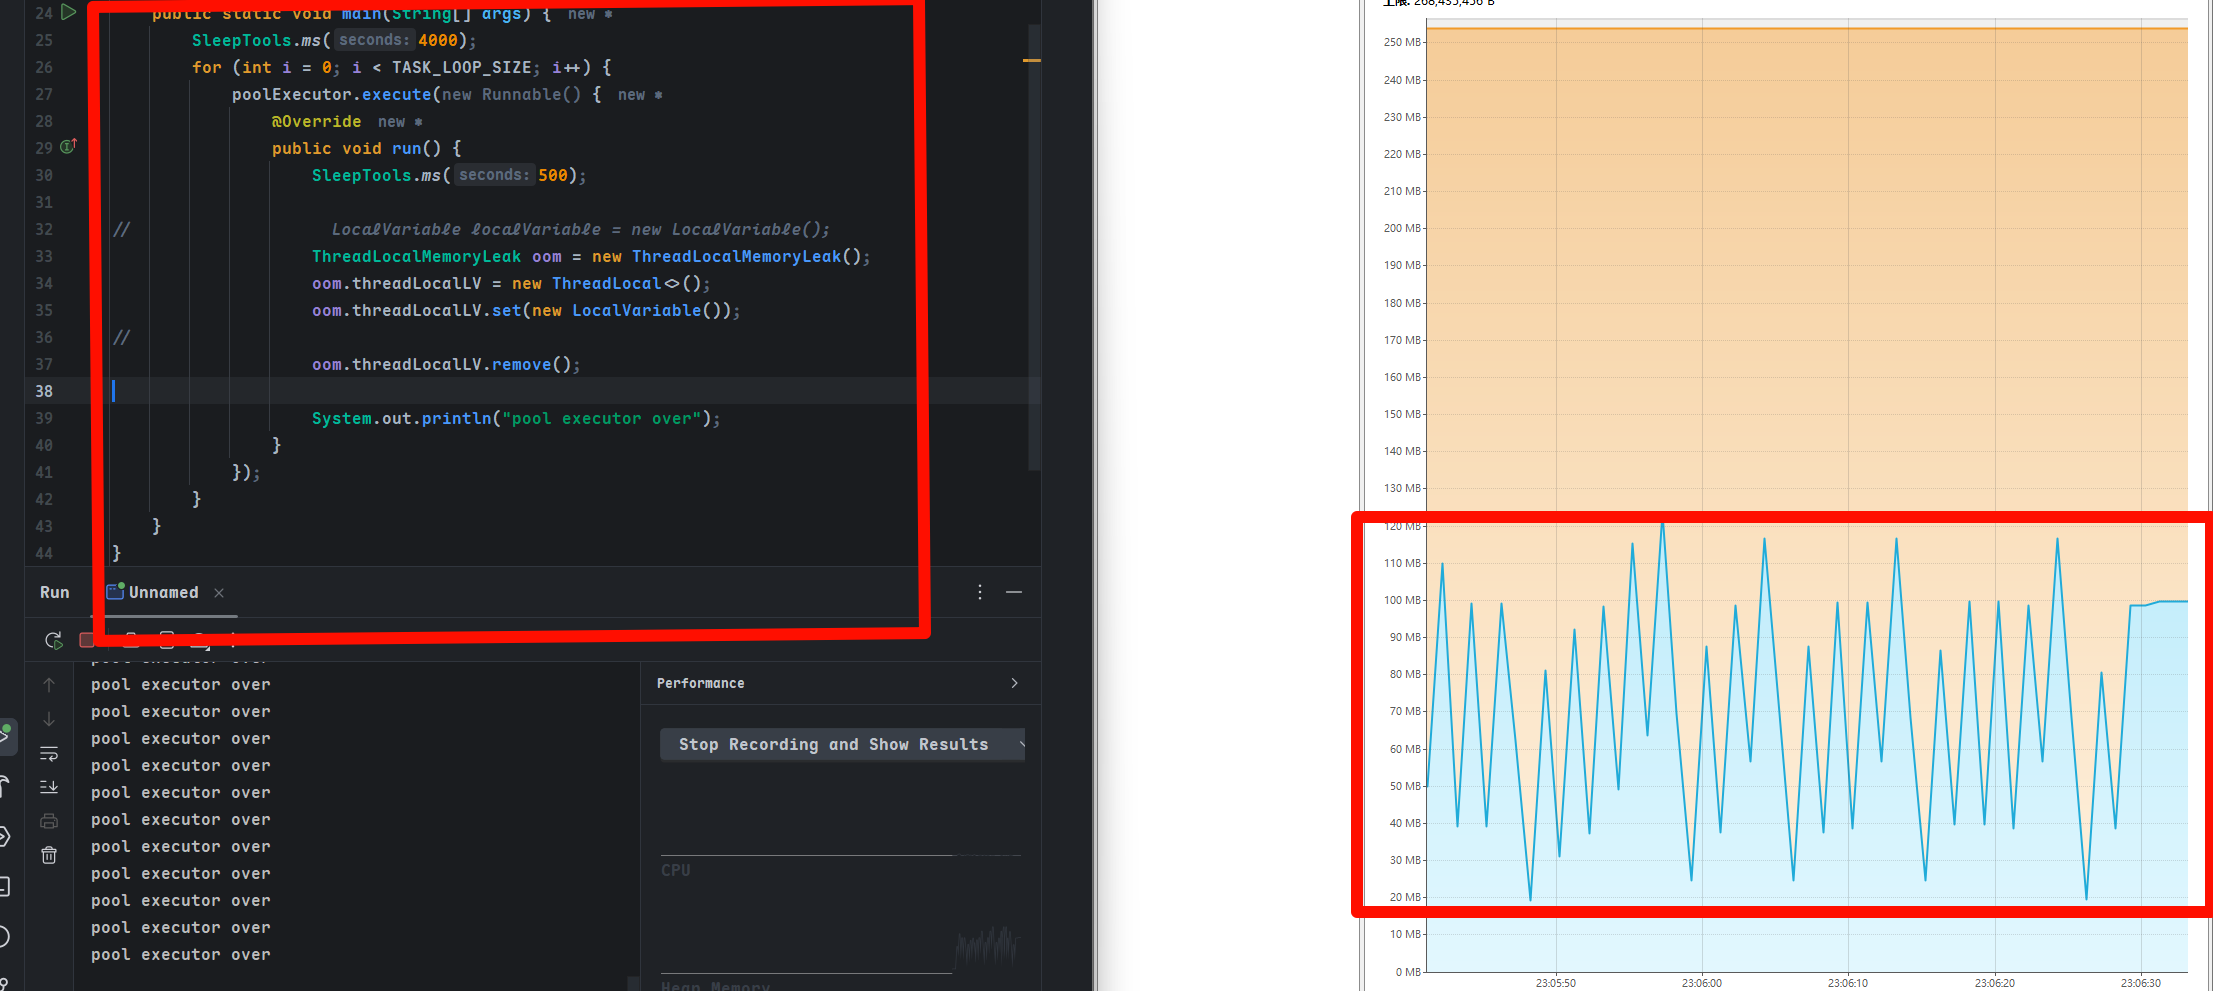 24 public static void main(String[] args) { new *
25 SleepTools.ms( seconds: 4000);
26 for (int i = 0; i < TASK_LOOP_SIZE; i++) {
27 poolExecutor.execute(new Runnable() { new *
28 @Override new *
29 public void run() {
30 SleepTools.ms( seconds: 500);
31
32 // LocalVariable localVariable = new LocalVariable();
33 ThreadLocalMemoryLeak oom = new ThreadLocalMemoryLeak();
34 oom.threadLocalLV = new ThreadLocal<>();
35 oom.threadLocalLV.set(new LocalVariable());
36 //
37 oom.threadLocalLV.remove();
38
39 System.out.println("pool executor over");
40 }
41 });
42 }
43 }
44 }
Run Unnamed
pool executor over
pool executor over
pool executor over
pool executor over
pool executor over
pool executor over
pool executor over
pool executor over
pool executor over
pool executor over
pool executor over
pool executor over
Performance
Stop Recording and Show Results
CPU
Heap Memory
上限: 268,435,456 B
250 MB
240 MB
230 MB
220 MB
210 MB
200 MB
190 MB
180 MB
170 MB
160 MB
150 MB
140 MB
130 MB
120 MB
110 MB
100 MB
90 MB
80 MB
70 MB
60 MB
50 MB
40 MB
30 MB
20 MB
10 MB
0 MB
23:05:50 23:06:00 23:06:10 23:06:20 23:06:30